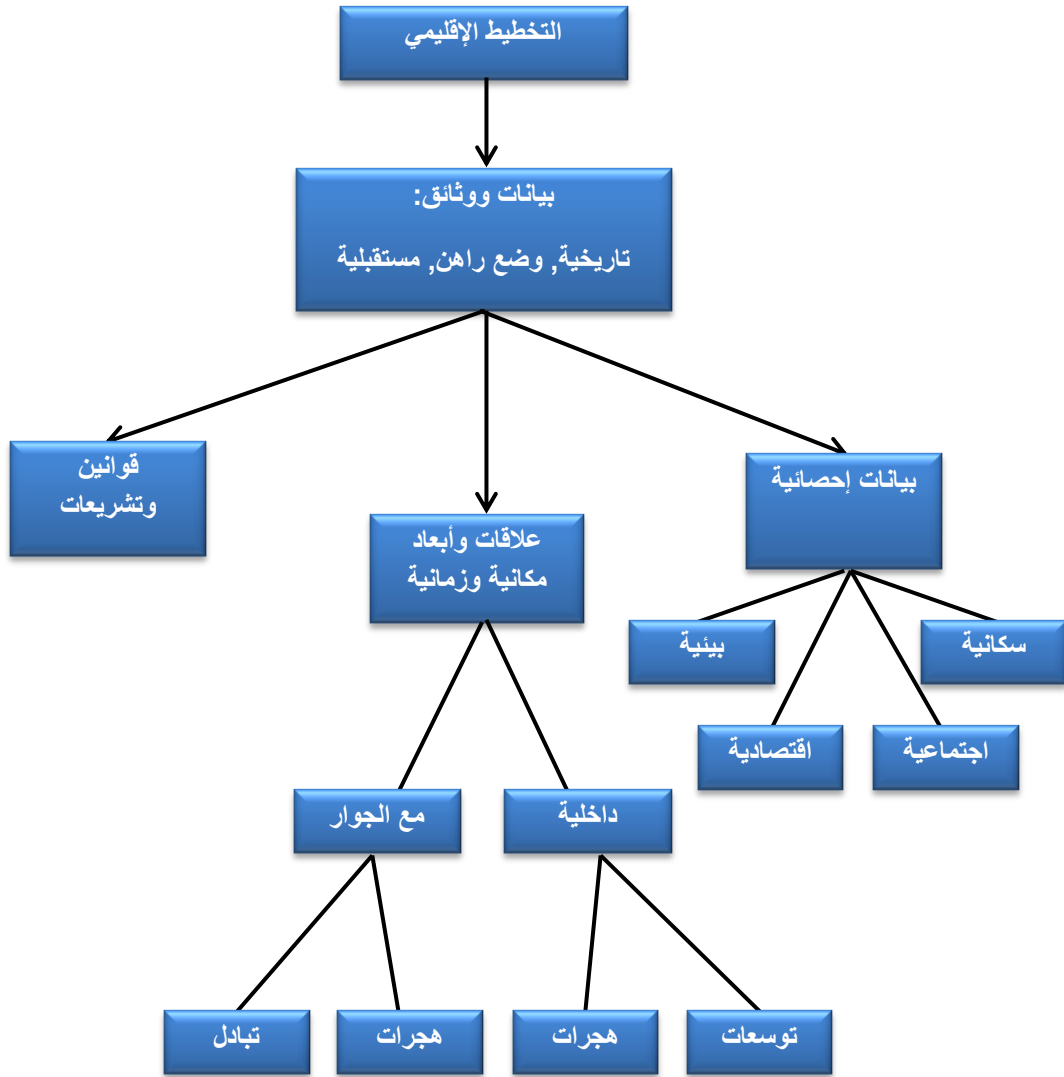 التخطيط الإقليمي
بيانات ووثائق:
تاريخية, وضع راهن, مستقبلية
بيانات إحصائية
علاقات وأبعاد
مكانية وزمانية
قوانين
وتشريعات
سكانية
بيئية
اجتماعية
اقتصادية
داخلية
مع الجوار
توسعات
هجرات
هجرات
تبادل